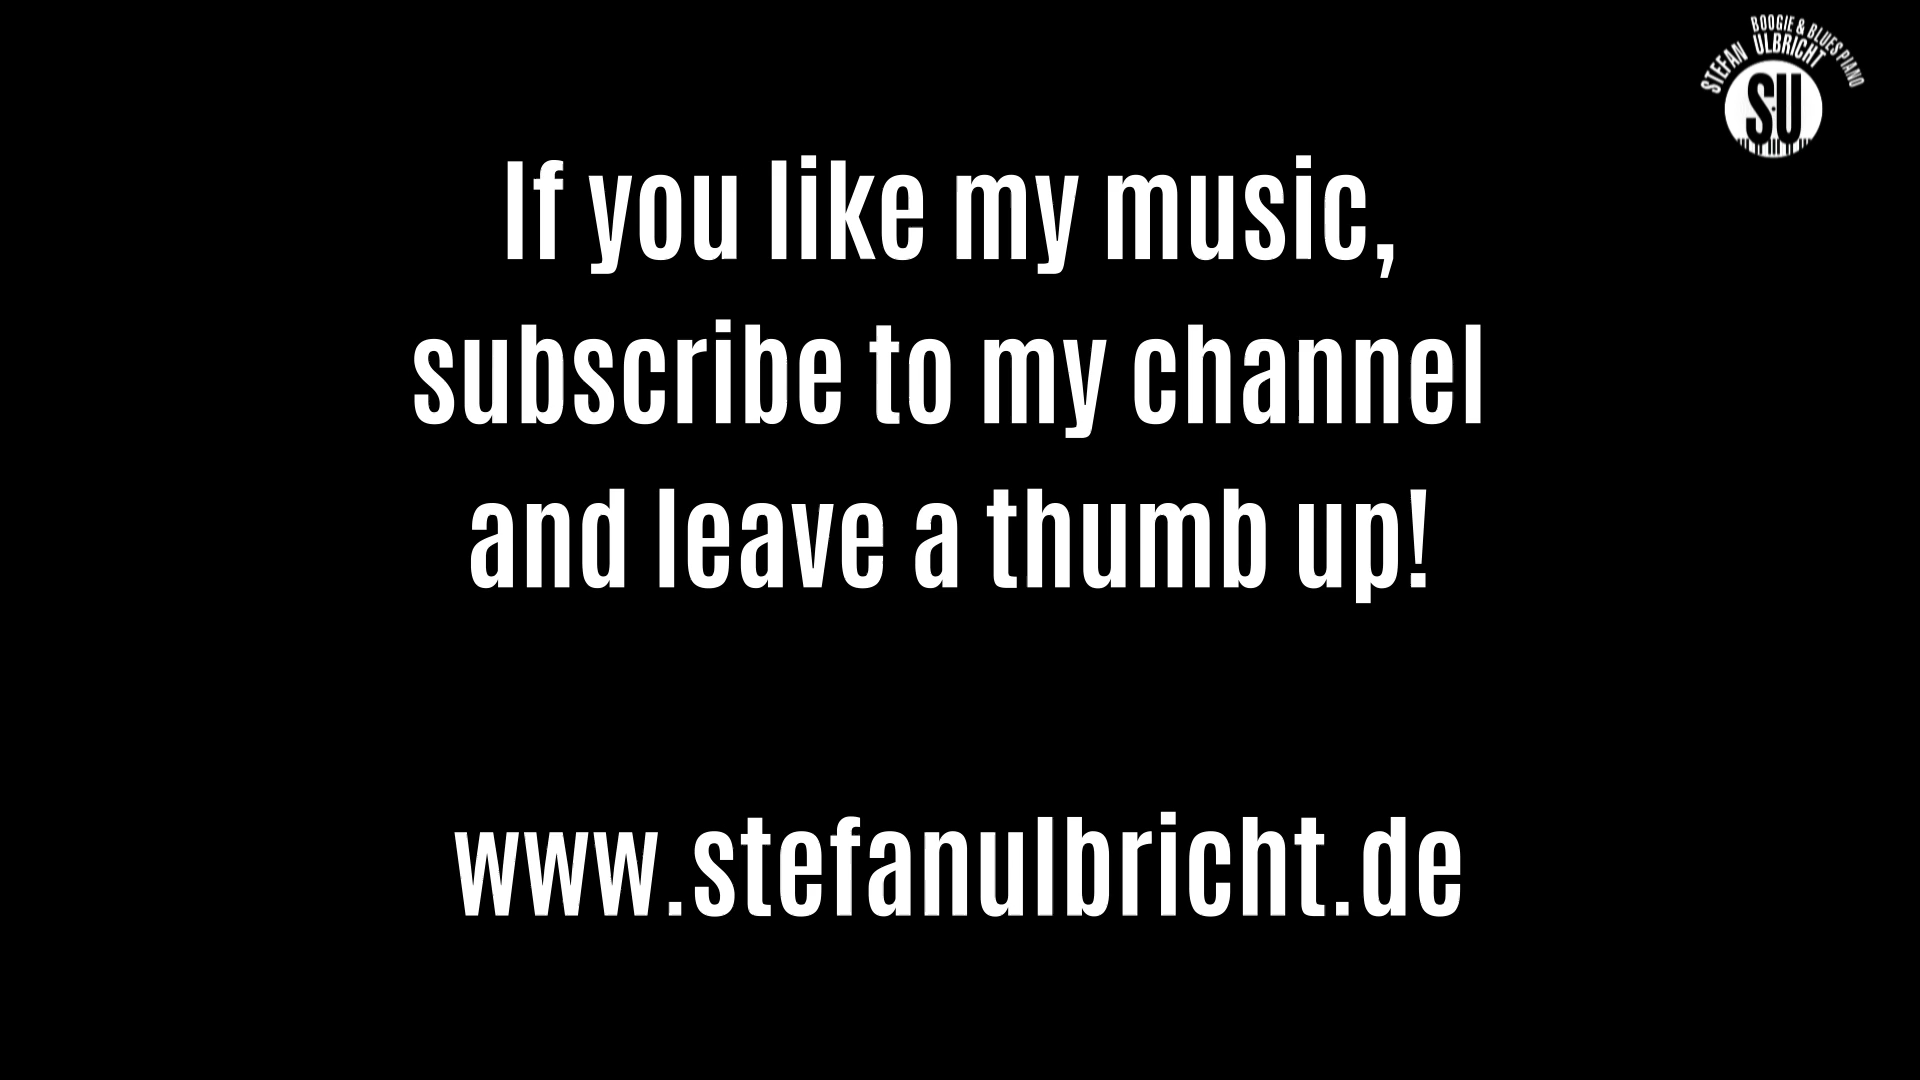 BOOGIE & BLUES PIANO
STEFAN ULBRICHT
S.U
If you like my music,
subscribe to my channel
and leave a thumb up!
www.stefanulbricht.de